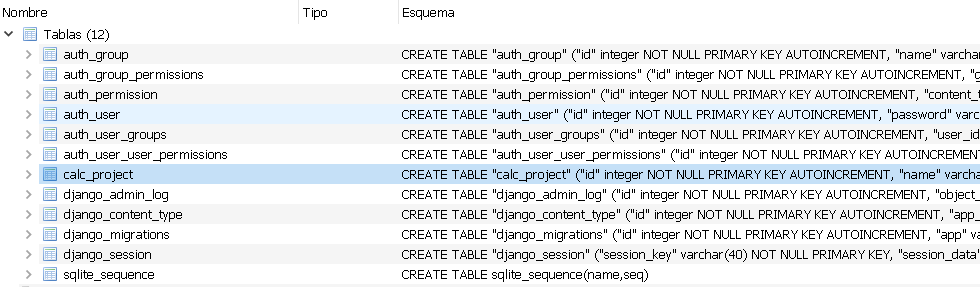 Nombre Tipo Esquema
Tablas (12)
auth_group CREATE TABLE "auth_group" ("id" integer NOT NULL PRIMARY KEY AUTOINCREMENT, "name" varchar
auth_group_permissions CREATE TABLE "auth_group_permissions" ("id" integer NOT NULL PRIMARY KEY AUTOINCREMENT, "g
auth_permission CREATE TABLE "auth_permission" ("id" integer NOT NULL PRIMARY KEY AUTOINCREMENT, "content_t
auth_user CREATE TABLE "auth_user" ("id" integer NOT NULL PRIMARY KEY AUTOINCREMENT, "password" varc
auth_user_groups CREATE TABLE "auth_user_groups" ("id" integer NOT NULL PRIMARY KEY AUTOINCREMENT, "user_id
auth_user_user_permissions CREATE TABLE "auth_user_user_permissions" ("id" integer NOT NULL PRIMARY KEY AUTOINCREMENT,
calc_project CREATE TABLE "calc_project" ("id" integer NOT NULL PRIMARY KEY AUTOINCREMENT, "name" varcha
django_admin_log CREATE TABLE "django_admin_log" ("id" integer NOT NULL PRIMARY KEY AUTOINCREMENT, "object_
django_content_type CREATE TABLE "django_content_type" ("id" integer NOT NULL PRIMARY KEY AUTOINCREMENT, "app_
django_migrations CREATE TABLE "django_migrations" ("id" integer NOT NULL PRIMARY KEY AUTOINCREMENT, "app" va
django_session CREATE TABLE "django_session" ("session_key" varchar(40) NOT NULL PRIMARY KEY, "session_data"
sqlite_sequence CREATE TABLE sqlite_sequence(name,seq)